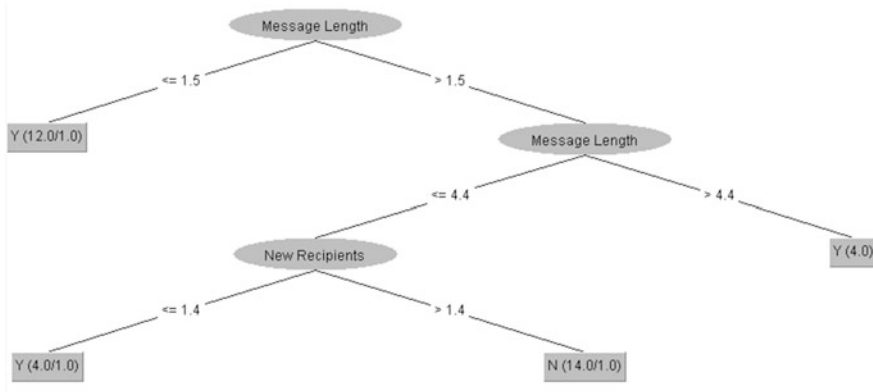 Message Length
<= 1.5
> 1.5
Y (12.0/1.0)
Message Length
<= 4.4
> 4.4
New Recipients
Y (4.0)
<= 1.4
> 1.4
Y (4.0/1.0)
N (14.0/1.0)